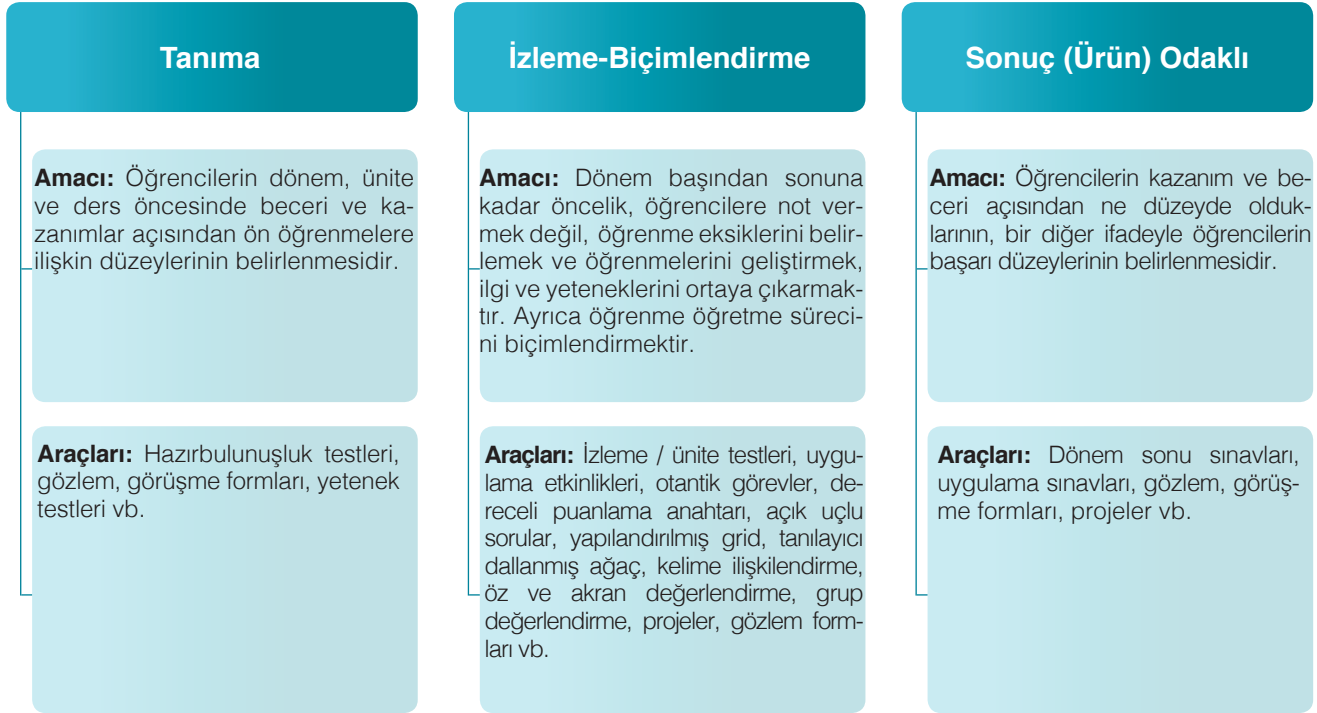 Tanıma
Amacı: Öğrencilerin dönem, ünite
ve ders öncesinde beceri ve ka-
zanımlar açısından ön öğrenmelere
ilişkin düzeylerinin belirlenmesidir.
Araçları: Hazırbulunuşluk testleri,
gözlem, görüşme formları, yetenek
testleri vb.
İzleme-Biçimlendirme
Amacı: Dönem başından sonuna
kadar öncelik, öğrencilere not ver-
mek değil, öğrenme eksiklerini belir-
lemek ve öğrenmelerini geliştirmek,
ilgi ve yeteneklerini ortaya çıkarmak-
tır. Ayrıca öğrenme öğretme süreci-
ni biçimlendirmektir.
Araçları: İzleme / ünite testleri, uygu-
lama etkinlikleri, otantik görevler, de-
receli puanlama anahtarı, açık uçlu
sorular, yapılandırılmış grid, tanılayıcı
dallanmış ağaç, kelime ilişkilendirme,
öz ve akran değerlendirme, grup
değerlendirme, projeler, gözlem form-
ları vb.
Sonuç (Ürün) Odaklı
Amacı: Öğrencilerin kazanım ve be-
ceri açısından ne düzeyde olduk-
larının, bir diğer ifadeyle öğrencilerin
başarı düzeylerinin belirlenmesidir.
Araçları: Dönem sonu sınavları,
uygulama sınavları, gözlem, görüş-
me formları, projeler vb.